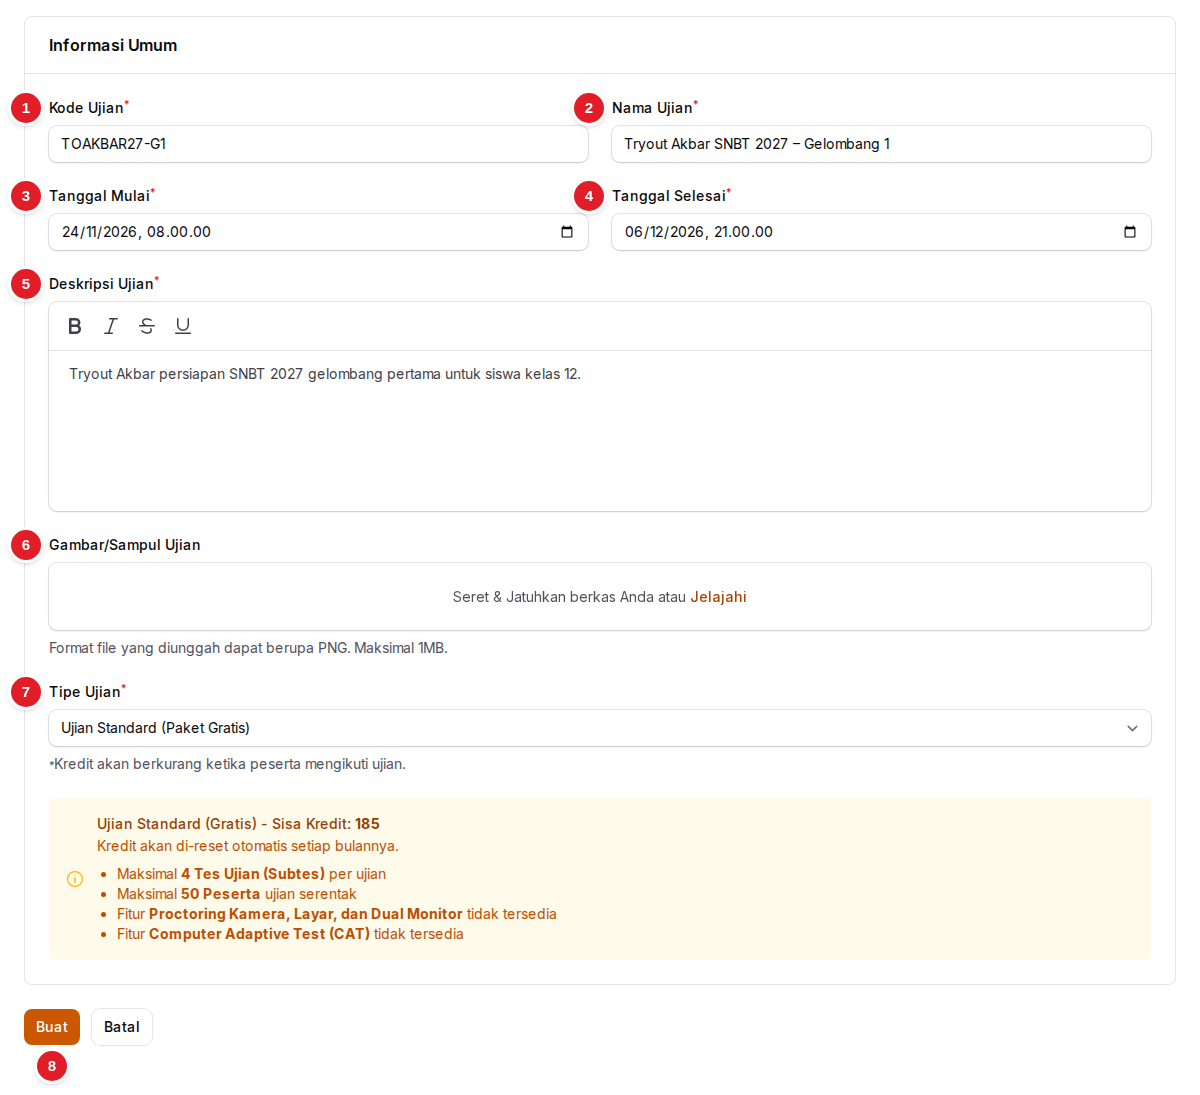 Informasi Umum
1 Kode Ujian*
2 Nama Ujian*
TOAKBAR27-G1
Tryout Akbar SNBT 2027 – Gelombang 1
3 Tanggal Mulai*
4 Tanggal Selesai*
24/11/2026, 08.00.00
06/12/2026, 21.00.00
5 Deskripsi Ujian*
B I S U
Tryout Akbar persiapan SNBT 2027 gelombang pertama untuk siswa kelas 12.
6 Gambar/Sampul Ujian
Seret & Jatuhkan berkas Anda atau Jelajahi
Format file yang diunggah dapat berupa PNG. Maksimal 1MB.
7 Tipe Ujian*
Ujian Standard (Paket Gratis)
*Kredit akan berkurang ketika peserta mengikuti ujian.
Ujian Standard (Gratis) - Sisa Kredit: 185
Kredit akan di-reset otomatis setiap bulannya.
• Maksimal 4 Tes Ujian (Subtes) per ujian
• Maksimal 50 Peserta ujian serentak
• Fitur Proctoring Kamera, Layar, dan Dual Monitor tidak tersedia
• Fitur Computer Adaptive Test (CAT) tidak tersedia
Buat
Batal
8